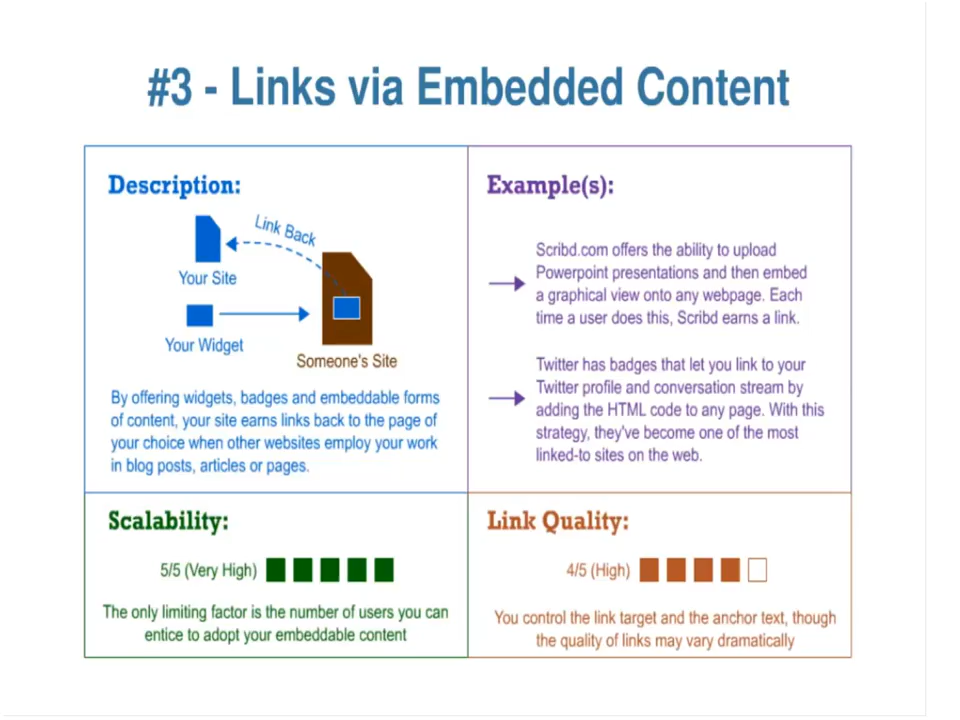 #3 - Links via Embedded Content
Description:
Link Back
Your Site
Your Widget
Someone's Site
By offering widgets, badges and embeddable forms
of content, your site earns links back to the page of
your choice when other websites employ your work
in blog posts, articles or pages.
Example(s):
Scribd.com offers the ability to upload
Powerpoint presentations and then embed
a graphical view onto any webpage. Each
time a user does this, Scribd earns a link.
Twitter has badges that let you link to your
Twitter profile and conversation stream by
adding the HTML code to any page. With this
strategy, they've become one of the most
linked-to sites on the web.
Scalability:
5/5 (Very High)
The only limiting factor is the number of users you can
entice to adopt your embeddable content
Link Quality:
4/5 (High)
You control the link target and the anchor text, though
the quality of links may vary dramatically